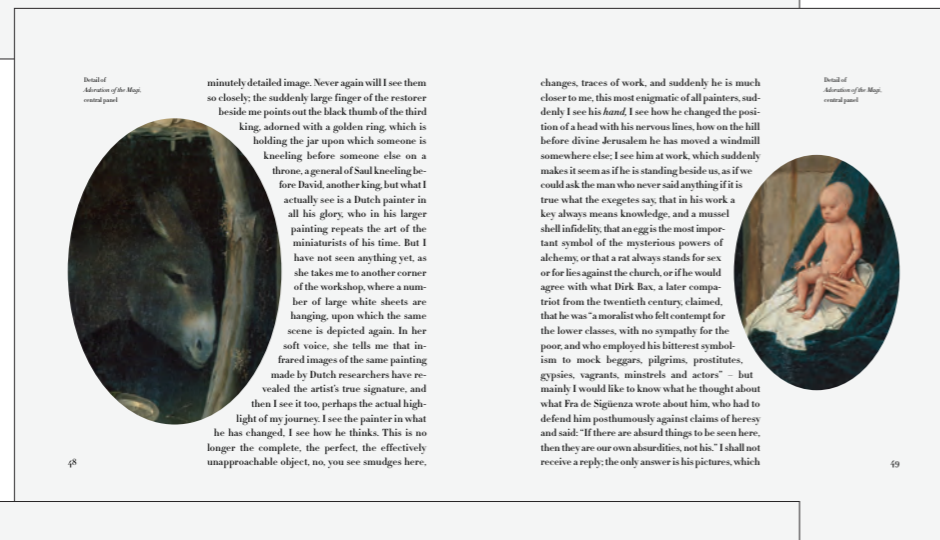 Detail of
Adoration of the Magi,
central panel
minutely detailed image. Never again will I see them
so closely; the suddenly large finger of the restorer
beside me points out the black thumb of the third
king, adorned with a golden ring, which is
holding the jar upon which someone is
kneeling before someone else on a
throne, a general of Saul kneeling be-
fore David, another king, but what I
actually see is a Dutch painter in
all his glory, who in his larger
painting repeats the art of the
miniaturists of his time. But I
have not seen anything yet, as
she takes me to another corner
of the workshop, where a num-
ber of large white sheets are
hanging, upon which the same
scene is depicted again. In her
soft voice, she tells me that in-
frared images of the same painting
made by Dutch researchers have re-
vealed the artist's true signature, and
then I see it too, perhaps the actual high-
light of my journey. I see the painter in what
he has changed, I see how he thinks. This is no
longer the complete, the perfect, the effectively
unapproachable object, no, you see smudges here,
48
changes, traces of work, and suddenly he is much
closer to me, this most enigmatic of all painters, sud-
denly I see his hand, I see how he changed the posi-
tion of a head with his nervous lines, how on the hill
before divine Jerusalem he has moved a windmill
somewhere else; I see him at work, which suddenly
makes it seem as if he is standing beside us, as if we
could ask the man who never said anything if it is
true what the exegetes say, that in his work a
key always means knowledge, and a mussel
shell infidelity, that an egg is the most impor-
tant symbol of the mysterious powers of
alchemy, or that a rat always stands for sex
or for lies against the church, or if he would
agree with what Dirk Bax, a later compa-
triot from the twentieth century, claimed,
that he was “a moralist who felt contempt for
the lower classes, with no sympathy for the
poor, and who employed his bitterest symbol-
ism to mock beggars, pilgrims, prostitutes,
gypsies, vagrants, minstrels and actors” – but
mainly I would like to know what he thought about
what Fra de Sigüenza wrote about him, who had to
defend him posthumously against claims of heresy
and said: “If there are absurd things to be seen here,
then they are our own absurdities, not his.” I shall not
receive a reply; the only answer is his pictures, which
Detail of
Adoration of the Magi,
central panel
49